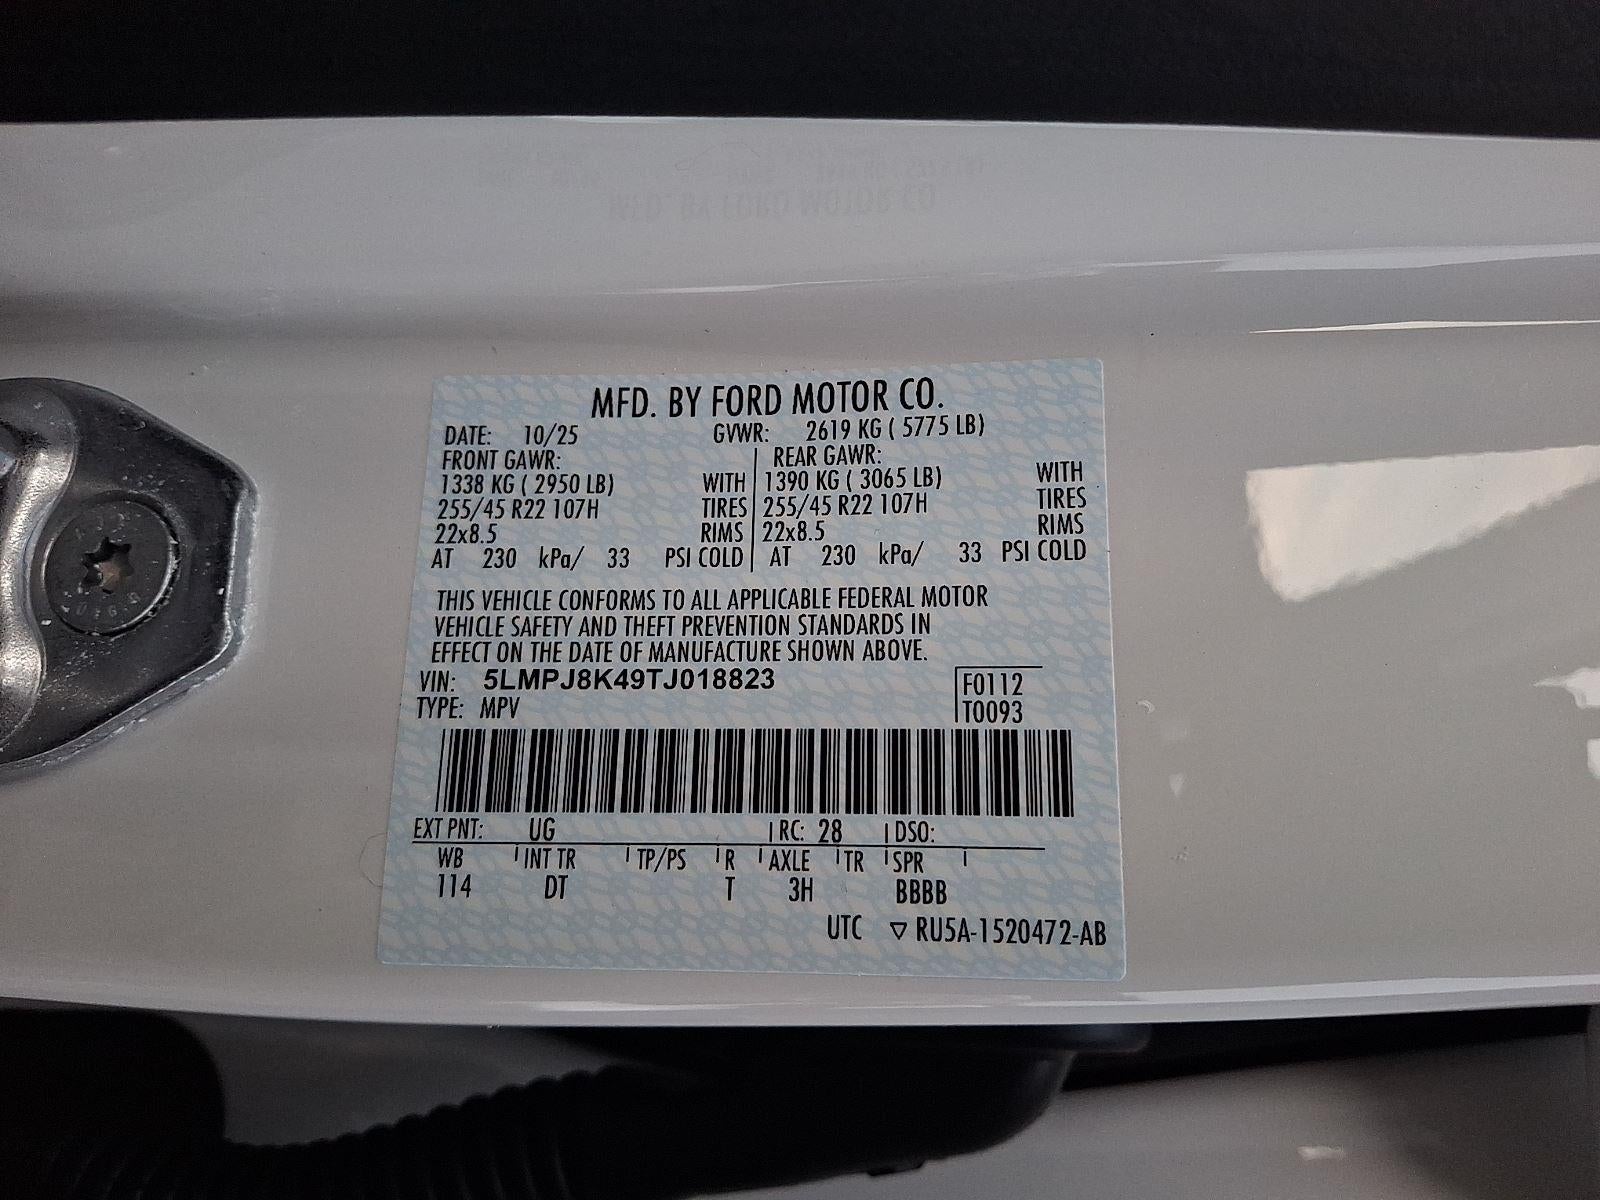 MFD. BY FORD MOTOR CO.
DATE: 10/25 GVWR: 2619 KG ( 5775 LB)
FRONT GAWR: REAR GAWR:
1338 KG ( 2950 LB) WITH 1390 KG ( 3065 LB) WITH
255/45 R22 107H TIRES 255/45 R22 107H TIRES
22x8.5 RIMS 22x8.5 RIMS
AT 230 kPa/ 33 PSI COLD AT 230 kPa/ 33 PSI COLD
THIS VEHICLE CONFORMS TO ALL APPLICABLE FEDERAL MOTOR
VEHICLE SAFETY AND THEFT PREVENTION STANDARDS IN
EFFECT ON THE DATE OF MANUFACTURE SHOWN ABOVE.
VIN: 5LMPJ8K49TJ018823 F0112
TYPE: MPV T0093
EXT PNT: UG RC: 28 DSO:
WB INT TR TP/PS R AXLE TR SPR
114 DT T 3H BBBB
UTC ▽ RU5A-1520472-AB